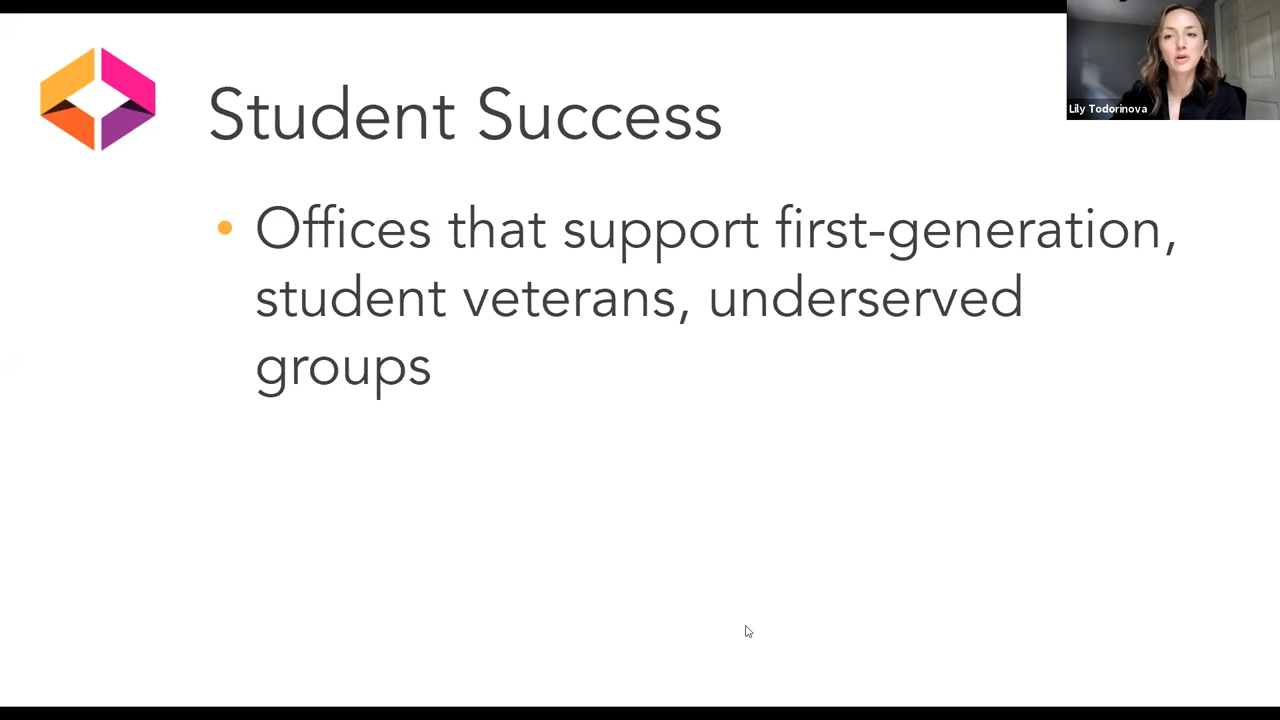 Student Success
Lily Todorinova
• Offices that support first-generation,
student veterans, underserved
groups